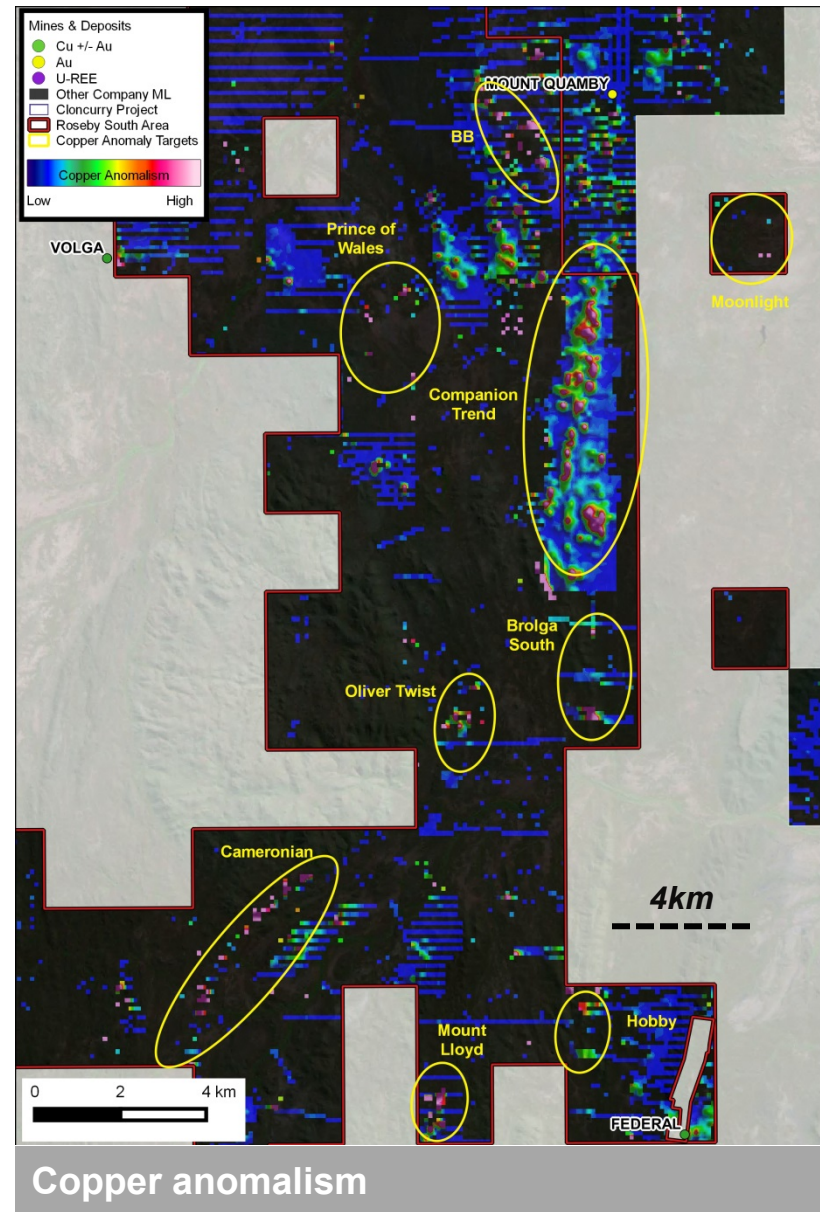 Mines & Deposits
Cu +/- Au
Au
U-REE
Other Company ML
Cloncurry Project
Roseby South Area
Copper Anomaly Targets
Copper Anomalism
Low High
MOUNT QUAMBY
BB
Prince of
Wales
VOLGA
Moonlight
Companion
Trend
Brolga
South
Oliver Twist
Cameronian
4km
Hobby
Mount
Lloyd
0 2 4 km
FEDERAL
Copper anomalism